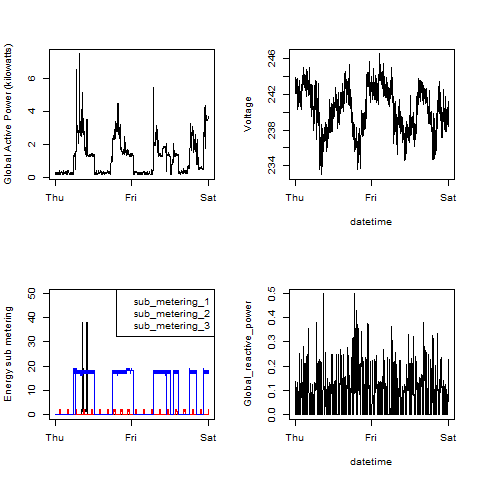 Global Active Power (kilowatts)
0 2 4 6
Thu Fri Sat
Voltage
234 238 242 246
Thu Fri Sat
datetime
Energy sub metering
0 10 20 30 40 50
sub_metering_1
sub_metering_2
sub_metering_3
Thu Fri Sat
Global_reactive_power
0.0 0.1 0.2 0.3 0.4 0.5
Thu Fri Sat
datetime